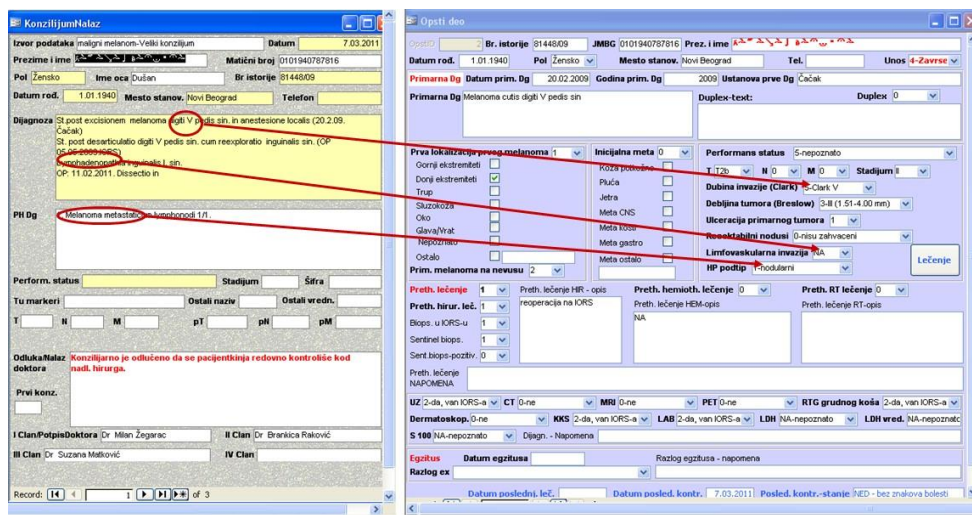 KonzilijumNalaz
Izvor podataka maligni melanom-Veliki konzilijum Datum 7.03.2011
Prezime i ime Matični broj 0101940787816
Pol Žensko Ime oca Dušan Br istorije 81448/09
Datum rođ. 1.01.1940 Mesto stanov. Novi Beograd Telefon
Dijagnoza St.post excisionem melanoma digiti V pedis sin. in anestesione localis (20.2.09.
Čačak)
St. post desarticulatio digiti V pedis sin. cum reexploratio inguinalis sin. (OP
05.05.2009 IORS)
Lymphadenopathia inguinalis l. sin.
OP: 11.02.2011. Dissectio in
PH Dg Melanoma metastaticum lymphonodi 1/1.
Perform. status Stadijum Šifra
Tu markeri Ostali naziv Ostali vredn.
T N M pT pN pM
Odluka/Nalaz doktora Konzilijarno je odlučeno da se pacijentkinja redovno kontroliše kod
nadl. hirurga.
Prvi konz.
I Clan/PotpisDoktora Dr Milan Žegarac II Clan Dr Brankica Raković
III Clan Dr Suzana Matković IV Clan
Record: 1 of 3
Opsti deo
OpstiID 2 Br. istorije 81448/09 JMBG 0101940787816 Prez. i ime
Datum rođ. 1.01.1940 Pol Žensko Mesto stanov. Novi Beograd Tel. Unos 4-Zavrse
Primarna Dg Datum prim. Dg 20.02.2009 Godina prim. Dg 2009 Ustanova prve Dg Čačak
Primarna Dg Melanoma cutis digiti V pedis sin Duplex-text: Duplex 0
Prva lokalizacija prvog melanoma 1 Inicijalna meta 0 Performans status 5-nepoznato
Gornji ekstremiteti Koza potkožno T T2b N 0 M 0 Stadijum II
Donji ekstremiteti Pluća Dubina invazije (Clark) 5-Clark V
Trup Jetra Debljina tumora (Breslow) 3-III (1.51-4.00 mm)
Sluzokoza Meta CNS Ulceracija primarnog tumora 1
Oko Meta kosti Resektabilni nodusi 0-nisu zahvaceni
Glava/Vrat Meta gastro Limfovaskularna invazija NA
Nepoznato Meta ostalo HP podtip 1-nodularni Lečenje
Ostalo
Prim. melanoma na nevusu 2
Preth. lečenje 1 Preth. lečenje HIR - opis Preth. hemioth. lečenje 0 Preth. RT lečenje 0
Preth. hirur. leč. 1 reoperacija na IORS Preth. lečenje HEM-opis Preth. lečenje RT-opis
Biops. u IORS-u 1 NA
Sentinel biops. 1
Sent.biops-pozitiv. 0
Preth. lečenje
NAPOMENA
UZ 2-da, van IORS-a CT 0-ne MRI 0-ne PET 0-ne RTG grudnog koša 2-da, van IORS-a
Dermatoskop. 0-ne KKS 2-da, van IORS-a LAB 2-da, van IORS-a LDH NA-nepoznato LDH vred. NA-nepoznato
S 100 NA-nepoznato Dijagn. - Napomena
Egzitus Datum egzitusa Razlog egzitusa - napomena
Razlog ex
Datum poslednj. leč. Datum posled. kontr. 7.03.2011 Posled. kontr.-stanje NED - bez znakova bolesti